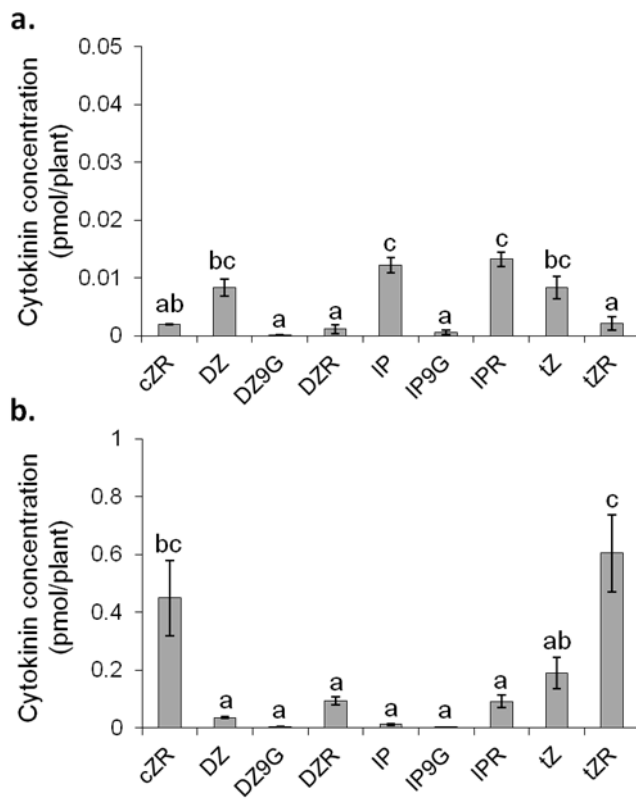 a.
Cytokinin concentration
(pmol/plant)
0.05
0.04
0.03
0.02
0.01
0
ab
bc
a
a
c
a
c
bc
a
cZR
DZ
DZ9G
DZR
IP
IP9G
IPR
tZ
tZR
b.
Cytokinin concentration
(pmol/plant)
1
0.8
0.6
0.4
0.2
0
bc
a
a
a
a
a
a
ab
c
cZR
DZ
DZ9G
DZR
IP
IP9G
IPR
tZ
tZR